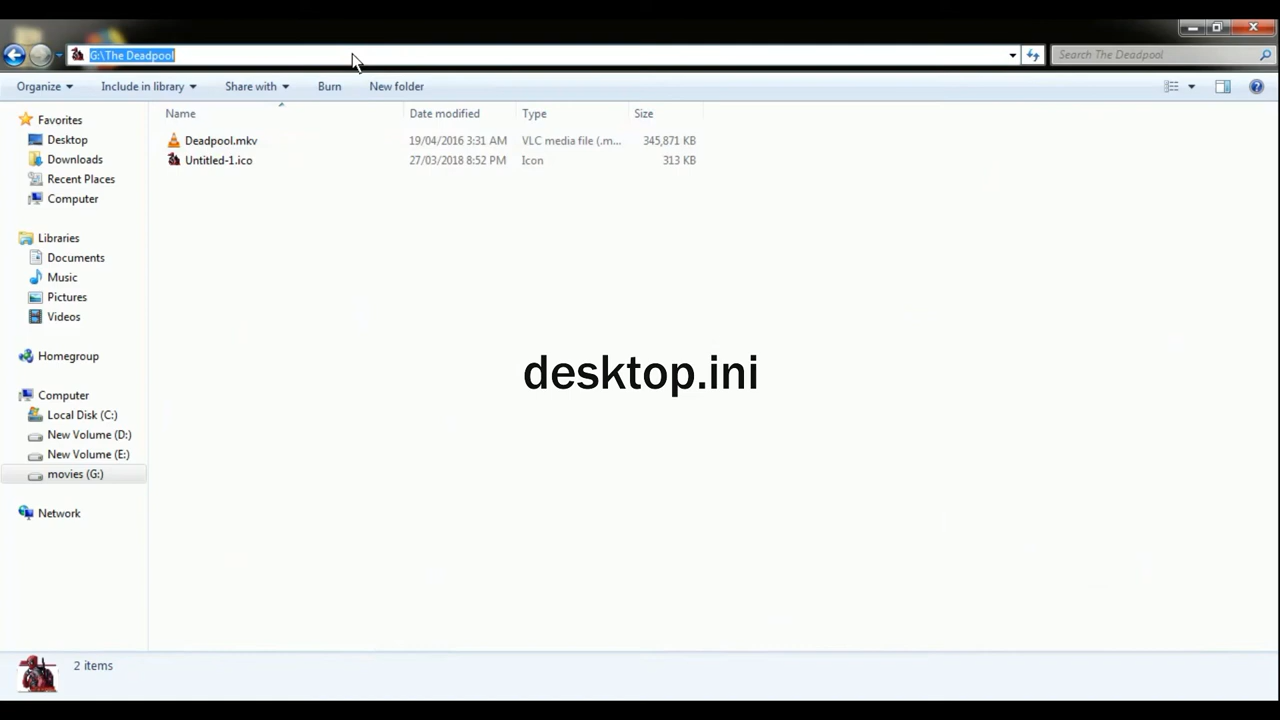 G:\The Deadpool
Search The Deadpool
Organize Include in library Share with Burn New folder
Name Date modified Type Size
Deadpool.mkv 19/04/2016 3:31 AM VLC media file (.m... 345,871 KB
Untitled-1.ico 27/03/2018 8:52 PM Icon 313 KB
Favorites
Desktop
Downloads
Recent Places
Computer
Libraries
Documents
Music
Pictures
Videos
Homegroup
Computer
Local Disk (C:)
New Volume (D:)
New Volume (E:)
movies (G:)
Network
desktop.ini
2 items